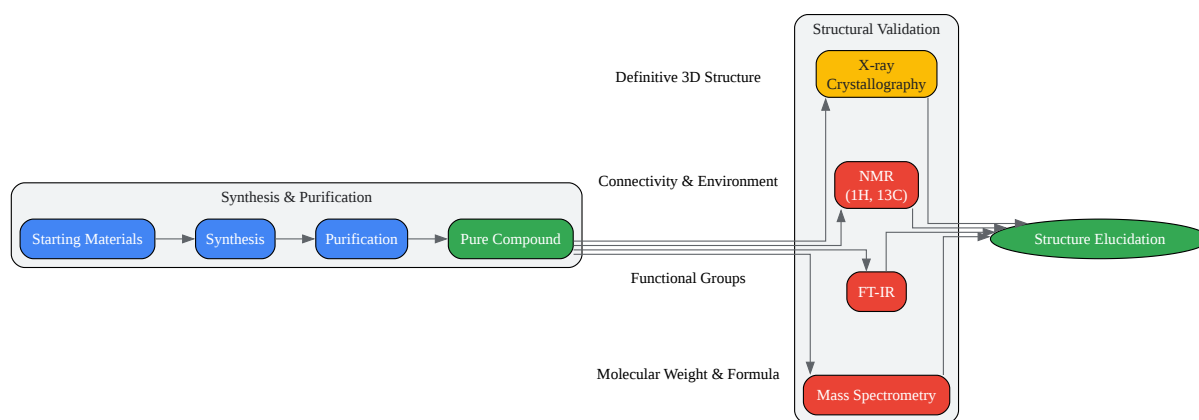 Structural Validation
X-ray
Crystallography
Definitive 3D Structure
Connectivity & Environment
NMR
(1H, 13C)
Synthesis & Purification
Starting Materials
Synthesis
Purification
Pure Compound
Structure Elucidation
Functional Groups
FT-IR
Molecular Weight & Formula
Mass Spectrometry